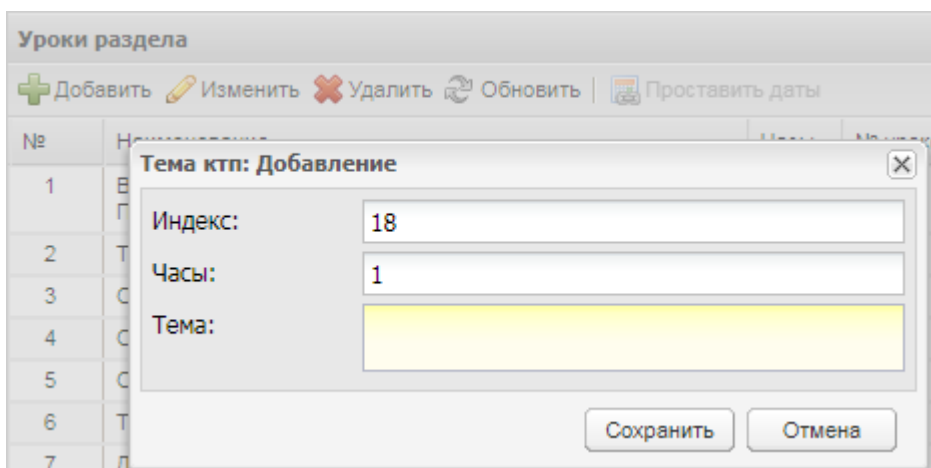 Уроки раздела
Добавить Изменить Удалить Обновить Проставить даты
№
Тема ктп: Добавление
1
Индекс: 18
2
Часы: 1
3
Тема:
4
5
6
Сохранить Отмена
7